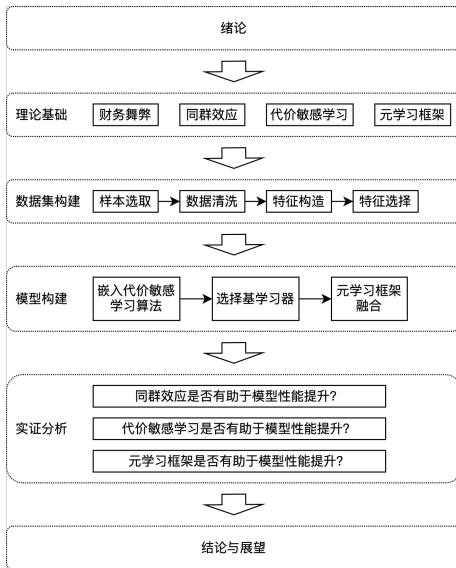 绪论
理论基础
财务舞弊
同群效应
代价敏感学习
元学习框架
数据集构建
样本选取
数据清洗
特征构造
特征选择
模型构建
嵌入代价敏感
学习算法
选择基学习器
元学习框架
融合
实证分析
同群效应是否有助于模型性能提升?
代价敏感学习是否有助于模型性能提升?
元学习框架是否有助于模型性能提升?
结论与展望